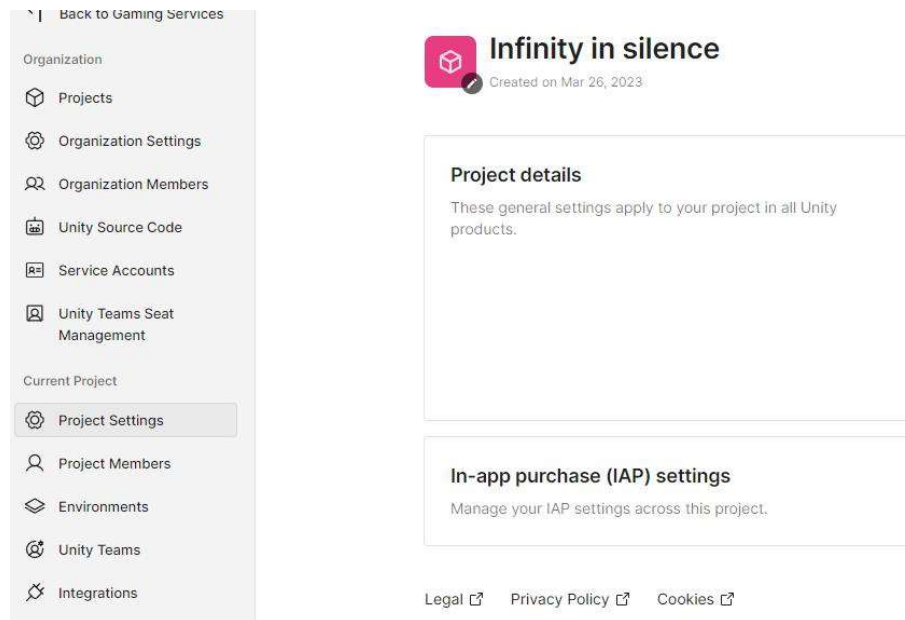 Back to Gaming Services
Organization
Projects
Organization Settings
Organization Members
Unity Source Code
Service Accounts
Unity Teams Seat
Management
Current Project
Project Settings
Project Members
Environments
Unity Teams
Integrations
Infinity in silence
Created on Mar 26, 2023
Project details
These general settings apply to your project in all Unity
products.
In-app purchase (IAP) settings
Manage your IAP settings across this project.
Legal
Privacy Policy
Cookies